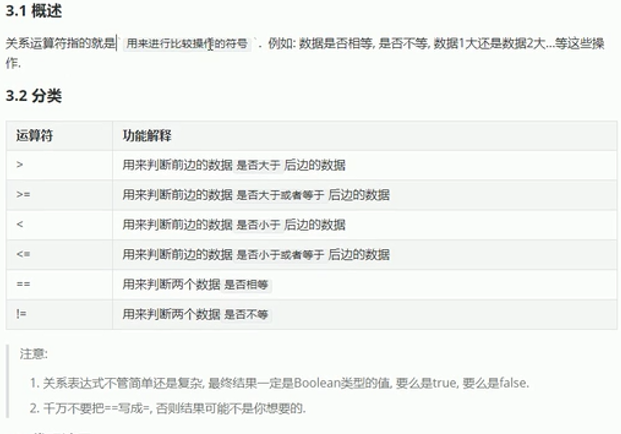 3.1 概述
关系运算符指的就是`用来进行比较操作的符号`. 例如: 数据是否相等, 是否不等, 数据1大还是数据2大...等这些操
作.
3.2 分类
运算符 功能解释
> 用来判断前边的数据 是否大于 后边的数据
>= 用来判断前边的数据 是否大于或者等于 后边的数据
< 用来判断前边的数据 是否小于 后边的数据
<= 用来判断前边的数据 是否小于或者等于 后边的数据
== 用来判断两个数据 是否相等
!= 用来判断两个数据 是否不等
注意:
1. 关系表达式不管简单还是复杂, 最终结果一定是Boolean类型的值, 要么是true, 要么是false.
2. 千万不要把==写成=, 否则结果可能不是你想要的.